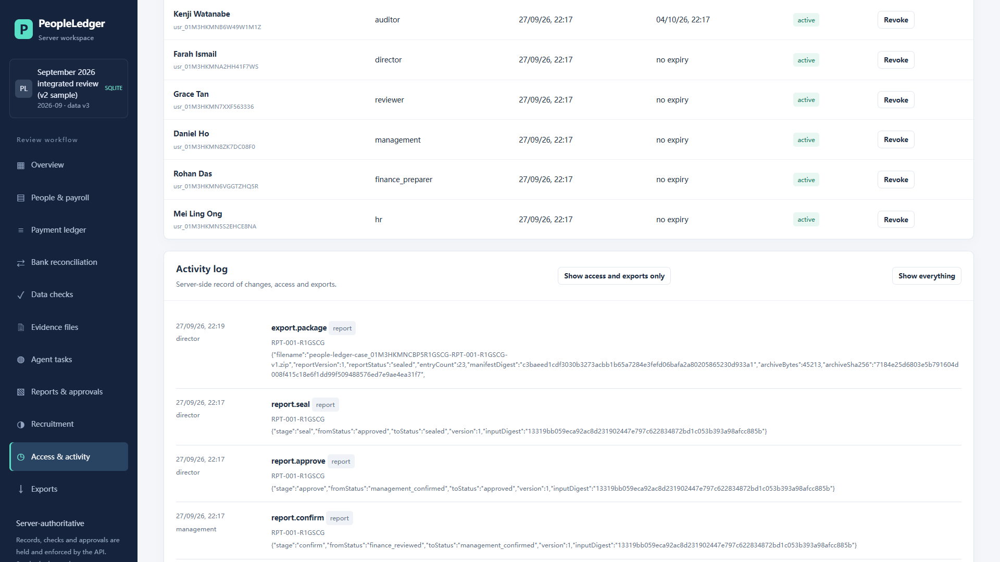 P
PeopleLedger
Server workspace
PL
September 2026
integrated review
(v2 sample)
2026-09 · data v3
SQLITE
Review workflow
Overview
People & payroll
Payment ledger
Bank reconciliation
Data checks
Evidence files
Agent tasks
Reports & approvals
Recruitment
Access & activity
Exports
Server-authoritative
Records, checks and approvals are
held and enforced by the API.
Kenji Watanabe
usr_01M3HKMNB6W49W1M1Z
auditor
27/09/26, 22:17
04/10/26, 22:17
active
Revoke
Farah Ismail
usr_01M3HKMNA2HH41F7WS
director
27/09/26, 22:17
no expiry
active
Revoke
Grace Tan
usr_01M3HKMN7XXF563336
reviewer
27/09/26, 22:17
no expiry
active
Revoke
Daniel Ho
usr_01M3HKMN8ZK7DC08F0
management
27/09/26, 22:17
no expiry
active
Revoke
Rohan Das
usr_01M3HKMN6VGGTZHQ5R
finance_preparer
27/09/26, 22:17
no expiry
active
Revoke
Mei Ling Ong
usr_01M3HKMN5S2EHCE8NA
hr
27/09/26, 22:17
no expiry
active
Revoke
Activity log
Server-side record of changes, access and exports.
Show access and exports only
Show everything
27/09/26, 22:19
director
export.package report
RPT-001-R1GSCG
{"filename":"people-ledger-case_01M3HKMNCBP5R1GSCG-RPT-001-R1GSCG-
v1.zip","reportVersion":1,"reportStatus":"sealed","entryCount":23,"manifestDigest":"c3baeed1cdf3030b3273acbb1b65a7284e3fefd06bafa2a80205865230d933a1","archiveBytes":45213,"archiveSha256":"7184e25d6803e5b791604d
008f415c18e6f1dd99f509488576ed7e9ae4ea31f7",
27/09/26, 22:17
director
report.seal report
RPT-001-R1GSCG
{"stage":"seal","fromStatus":"approved","toStatus":"sealed","version":1,"inputDigest":"13319bb059eca92ac8d231902447e797c622834872bd1c053b393a98afcc885b"}
27/09/26, 22:17
director
report.approve report
RPT-001-R1GSCG
{"stage":"approve","fromStatus":"management_confirmed","toStatus":"approved","version":1,"inputDigest":"13319bb059eca92ac8d231902447e797c622834872bd1c053b393a98afcc885b"}
27/09/26, 22:17
management
report.confirm report
RPT-001-R1GSCG
{"stage":"confirm","fromStatus":"finance_reviewed","toStatus":"management_confirmed","version":1,"inputDigest":"13319bb059eca92ac8d231902447e797c622834872bd1c053b393a98afcc885b"}